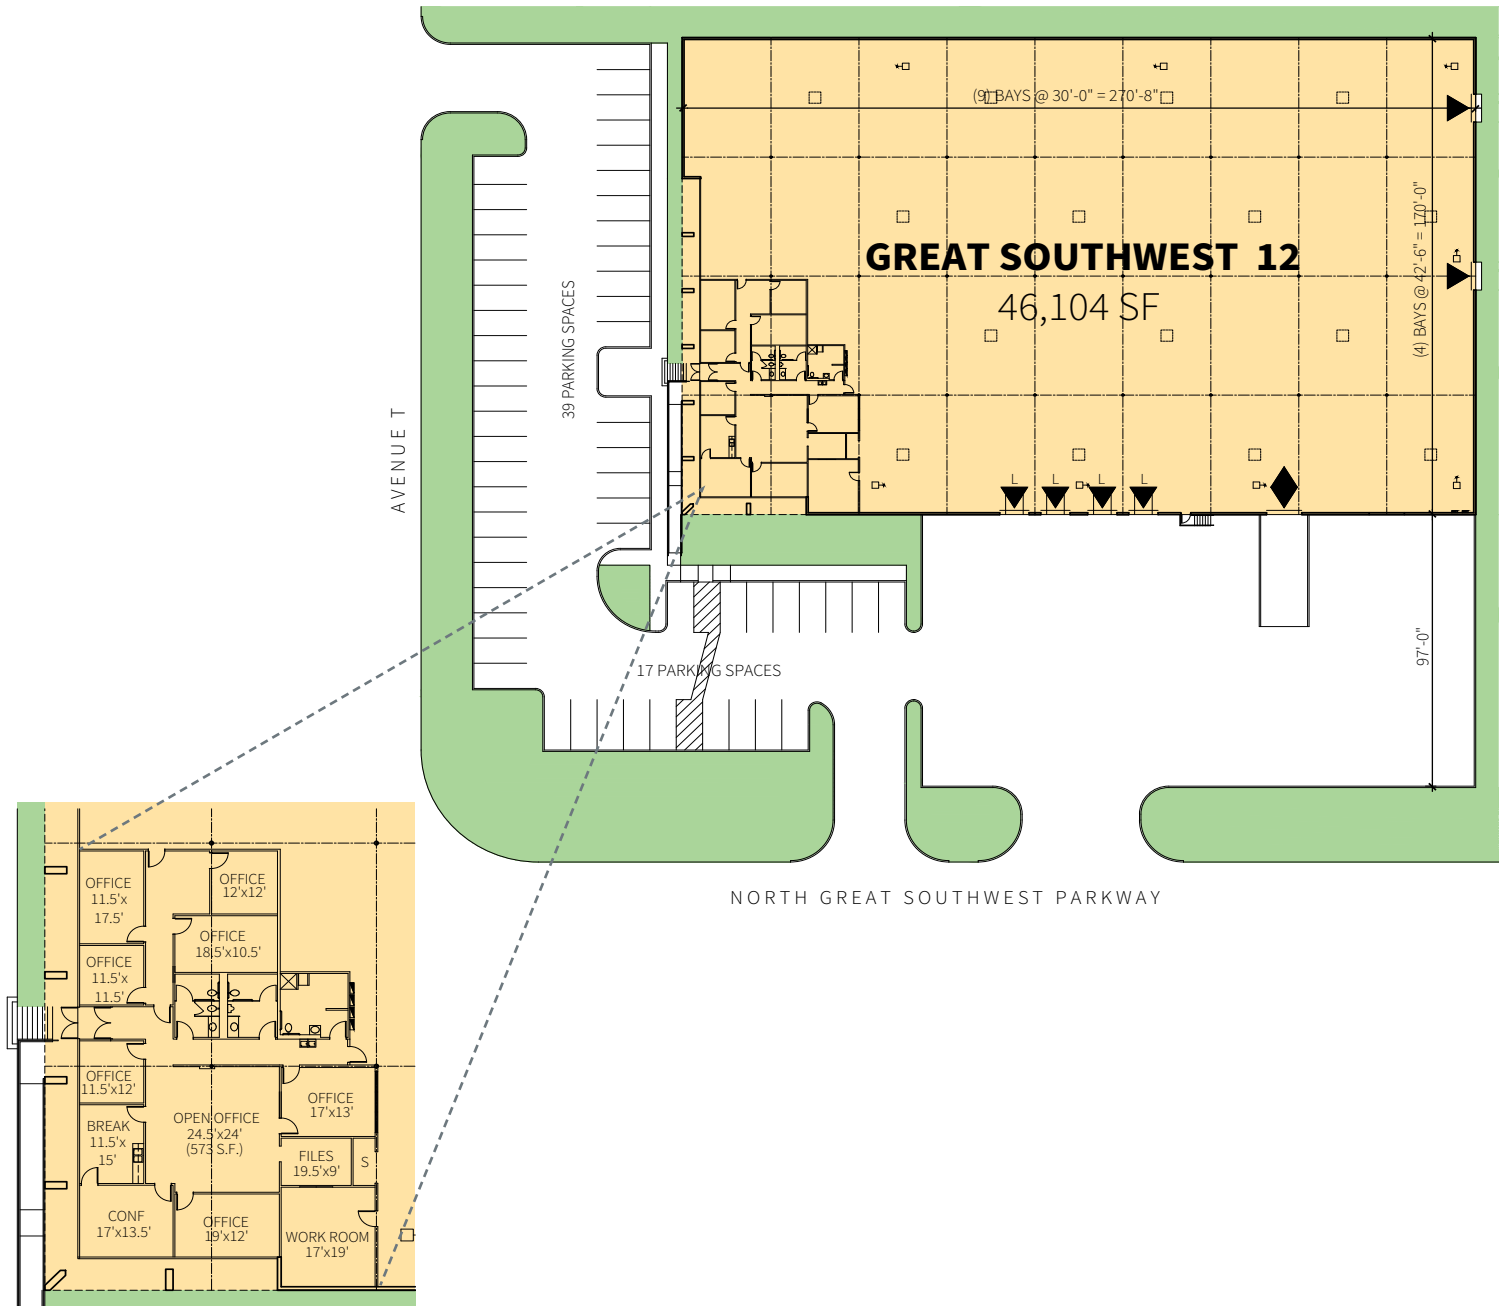 (9) BAYS @ 30'-0" = 270'-8"
(4) BAYS @ 42'-6" = 170'-0"
GREAT SOUTHWEST 12
46,104 SF
39 PARKING SPACES
AVENUE T
L L L L
97'-0"
17 PARKING SPACES
NORTH GREAT SOUTHWEST PARKWAY
OFFICE
11.5'x
17.5'
OFFICE
12'x12'
OFFICE
18.5'x10.5'
OFFICE
11.5'x
11.5'
OFFICE
11.5'x12'
OPEN OFFICE
24.5'x24'
(573 S.F.)
OFFICE
17'x13'
BREAK
11.5'x
15'
FILES
19.5'x9'
S
CONF
17'x13.5'
OFFICE
19'x12'
WORK ROOM
17'x19'